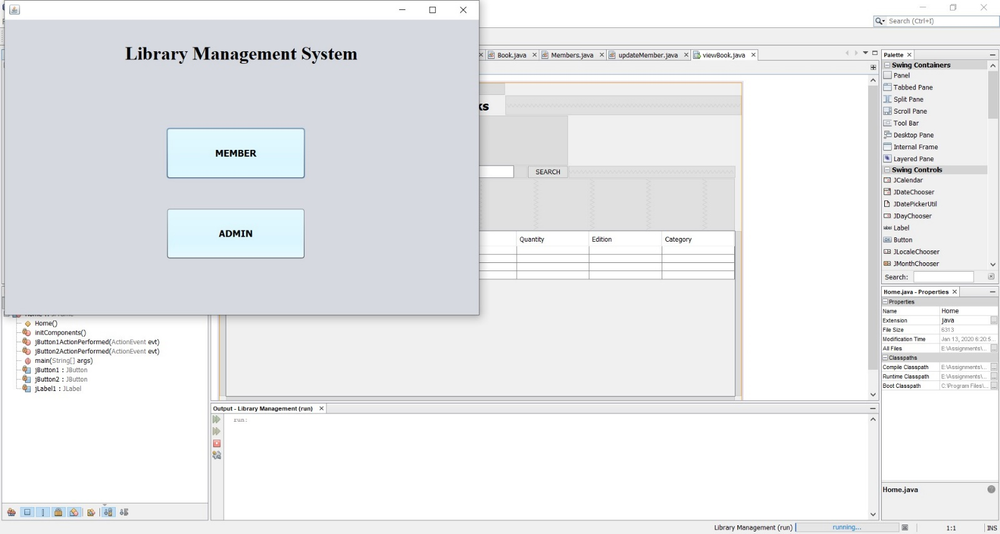 Library Management System
MEMBER
ADMIN
Search (Ctrl+I)
Book.java
Members.java
updateMember.java
viewBook.java
ks
SEARCH
Quantity Edition Category
Palette
Swing Containers
Panel
Tabbed Pane
Split Pane
Scroll Pane
Tool Bar
Desktop Pane
Internal Frame
Layered Pane
Swing Controls
JCalendar
JDateChooser
JDatePickerUtil
JDayChooser
label Label
OK Button
JLocaleChooser
JMonthChooser
Search:
Home.java - Properties
Properties
Name Home
Extension java ...
File Size 6313
Modification Time Jan 13, 2020 6:20:5...
All Files E:\Assignments\... ...
Classpaths
Compile Classpath E:\Assignments\... ...
Runtime Classpath E:\Assignments\... ...
Boot Classpath C:\Program Files\... ...
Home.java
Home()
initComponents()
jButton1ActionPerformed(ActionEvent evt)
jButton2ActionPerformed(ActionEvent evt)
main(String[] args)
jButton1 : JButton
jButton2 : JButton
jLabel1 : JLabel
Output - Library Management (run)
run:
Library Management (run) running... 1:1 INS